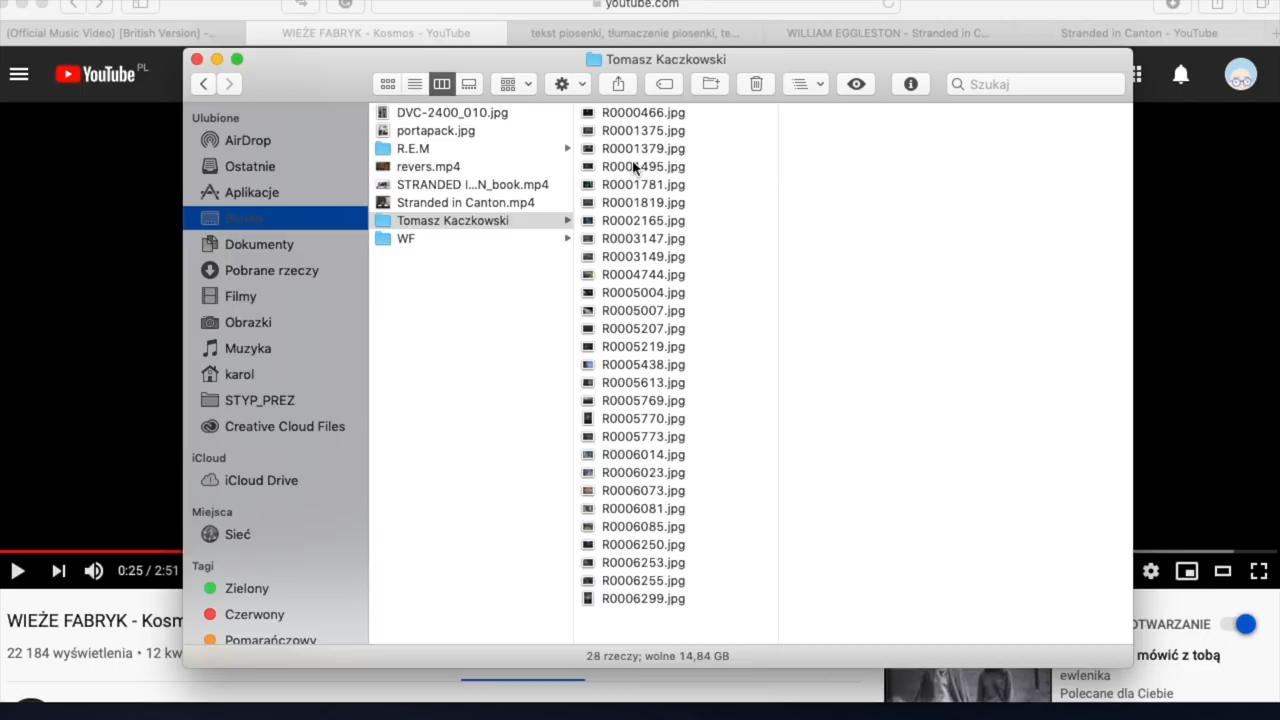 youtube.com
(Official Music Video) [British Version] -...
WIEŻE FABRYK - Kosmos - YouTube
tekst piosenki, tłumaczenie piosenki, te...
WILLIAM EGGLESTON - Stranded in C...
Stranded in Canton - YouTube
YouTube PL
Tomasz Kaczkowski
Szukaj
Ulubione
AirDrop
Ostatnie
Aplikacje
Biurko
Dokumenty
Pobrane rzeczy
Filmy
Obrazki
Muzyka
karol
STYP_PREZ
Creative Cloud Files
iCloud
iCloud Drive
Miejsca
Sieć
Tagi
Zielony
Czerwony
Pomarańczowy
DVC-2400_010.jpg
portapack.jpg
R.E.M
revers.mp4
STRANDED I...N_book.mp4
Stranded in Canton.mp4
Tomasz Kaczkowski
WF
R0000466.jpg
R0001375.jpg
R0001379.jpg
R0001495.jpg
R0001781.jpg
R0001819.jpg
R0002165.jpg
R0003147.jpg
R0003149.jpg
R0004744.jpg
R0005004.jpg
R0005007.jpg
R0005207.jpg
R0005219.jpg
R0005438.jpg
R0005613.jpg
R0005769.jpg
R0005770.jpg
R0005773.jpg
R0006014.jpg
R0006023.jpg
R0006073.jpg
R0006081.jpg
R0006085.jpg
R0006250.jpg
R0006253.jpg
R0006255.jpg
R0006299.jpg
28 rzeczy; wolne 14,84 GB
0:25 / 2:51
WIEŻE FABRYK - Kosm
22 184 wyświetlenia • 12 kw
OTWARZANIE
mówić z tobą
ewlenika
Polecane dla Ciebie